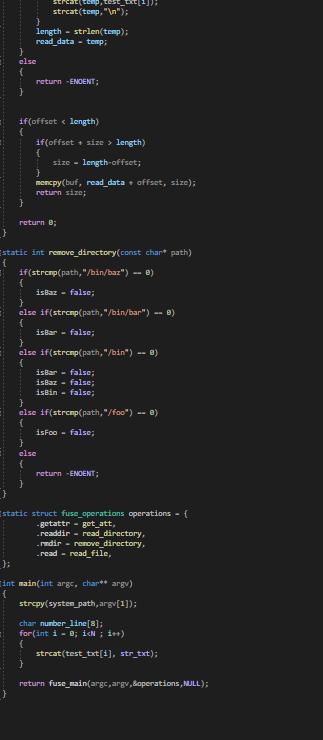 strcat(temp,test_txt[i]);
strcat(temp,"\n");
}
length = strlen(temp);
read_data = temp;
}
else
{
return -ENOENT;
}
if(offset < length)
{
if(offset + size > length)
{
size = length-offset;
}
memcpy(buf, read_data + offset, size);
return size;
}
return 0;
}
static int remove_directory(const char* path)
{
if(strcmp(path,"/bin/baz") == 0)
{
isBaz = false;
}
else if(strcmp(path,"/bin/bar") == 0)
{
isBar = false;
}
else if(strcmp(path,"/bin") == 0)
{
isBar = false;
isBaz = false;
isBin = false;
}
else if(strcmp(path,"/foo") == 0)
{
isFoo = false;
}
else
{
return -ENOENT;
}
}
static struct fuse_operations operations = {
.getattr = get_att,
.readdir = read_directory,
.rmdir = remove_directory,
.read = read_file,
};
int main(int argc, char** argv)
{
strcpy(system_path,argv[1]);
char number_line[8];
for(int i = 0; i<N ; i++)
{
strcat(test_txt[i], str_txt);
}
return fuse_main(argc,argv,&operations,NULL);
}